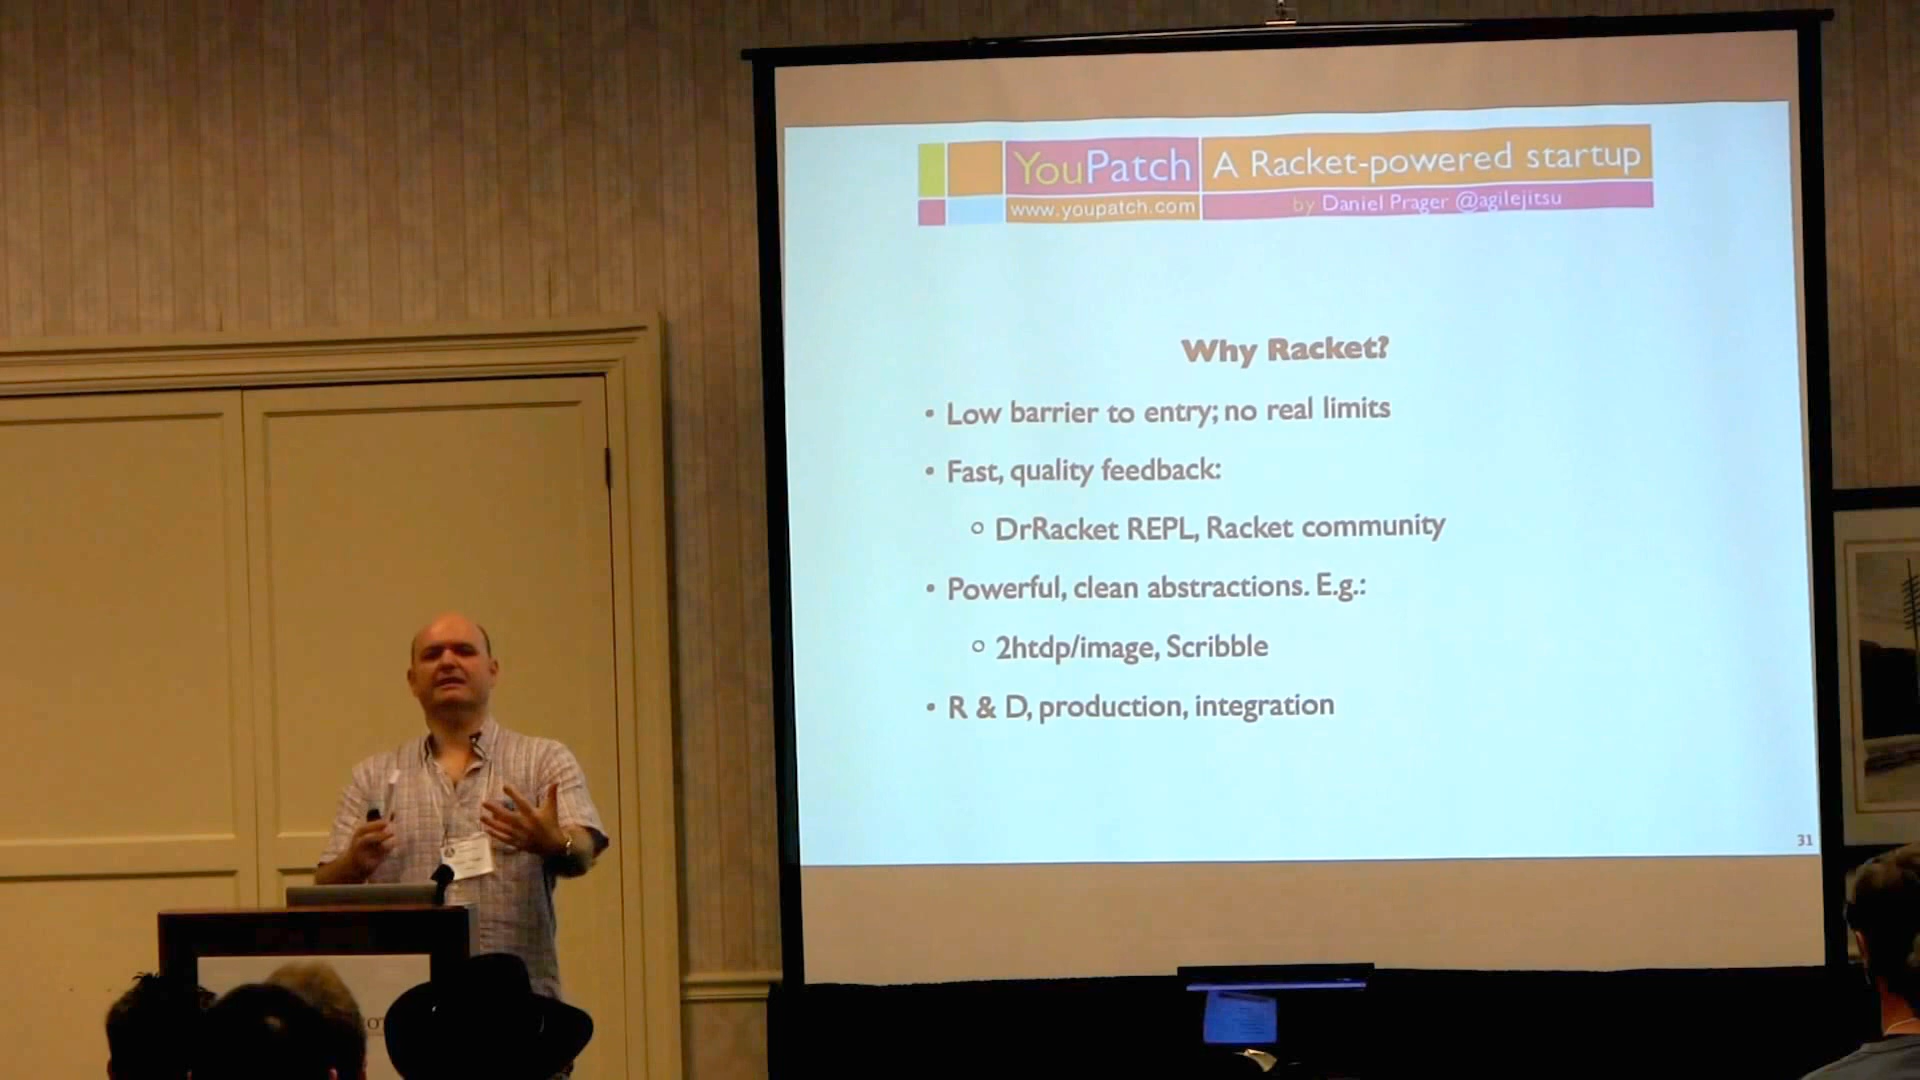 YouPatch
A Racket-powered startup
www.youpatch.com
by Daniel Prager @agilejitsu
Why Racket?
• Low barrier to entry; no real limits
• Fast, quality feedback:
○ DrRacket REPL, Racket community
• Powerful, clean abstractions. E.g.:
○ 2htdp/image, Scribble
• R & D, production, integration
31